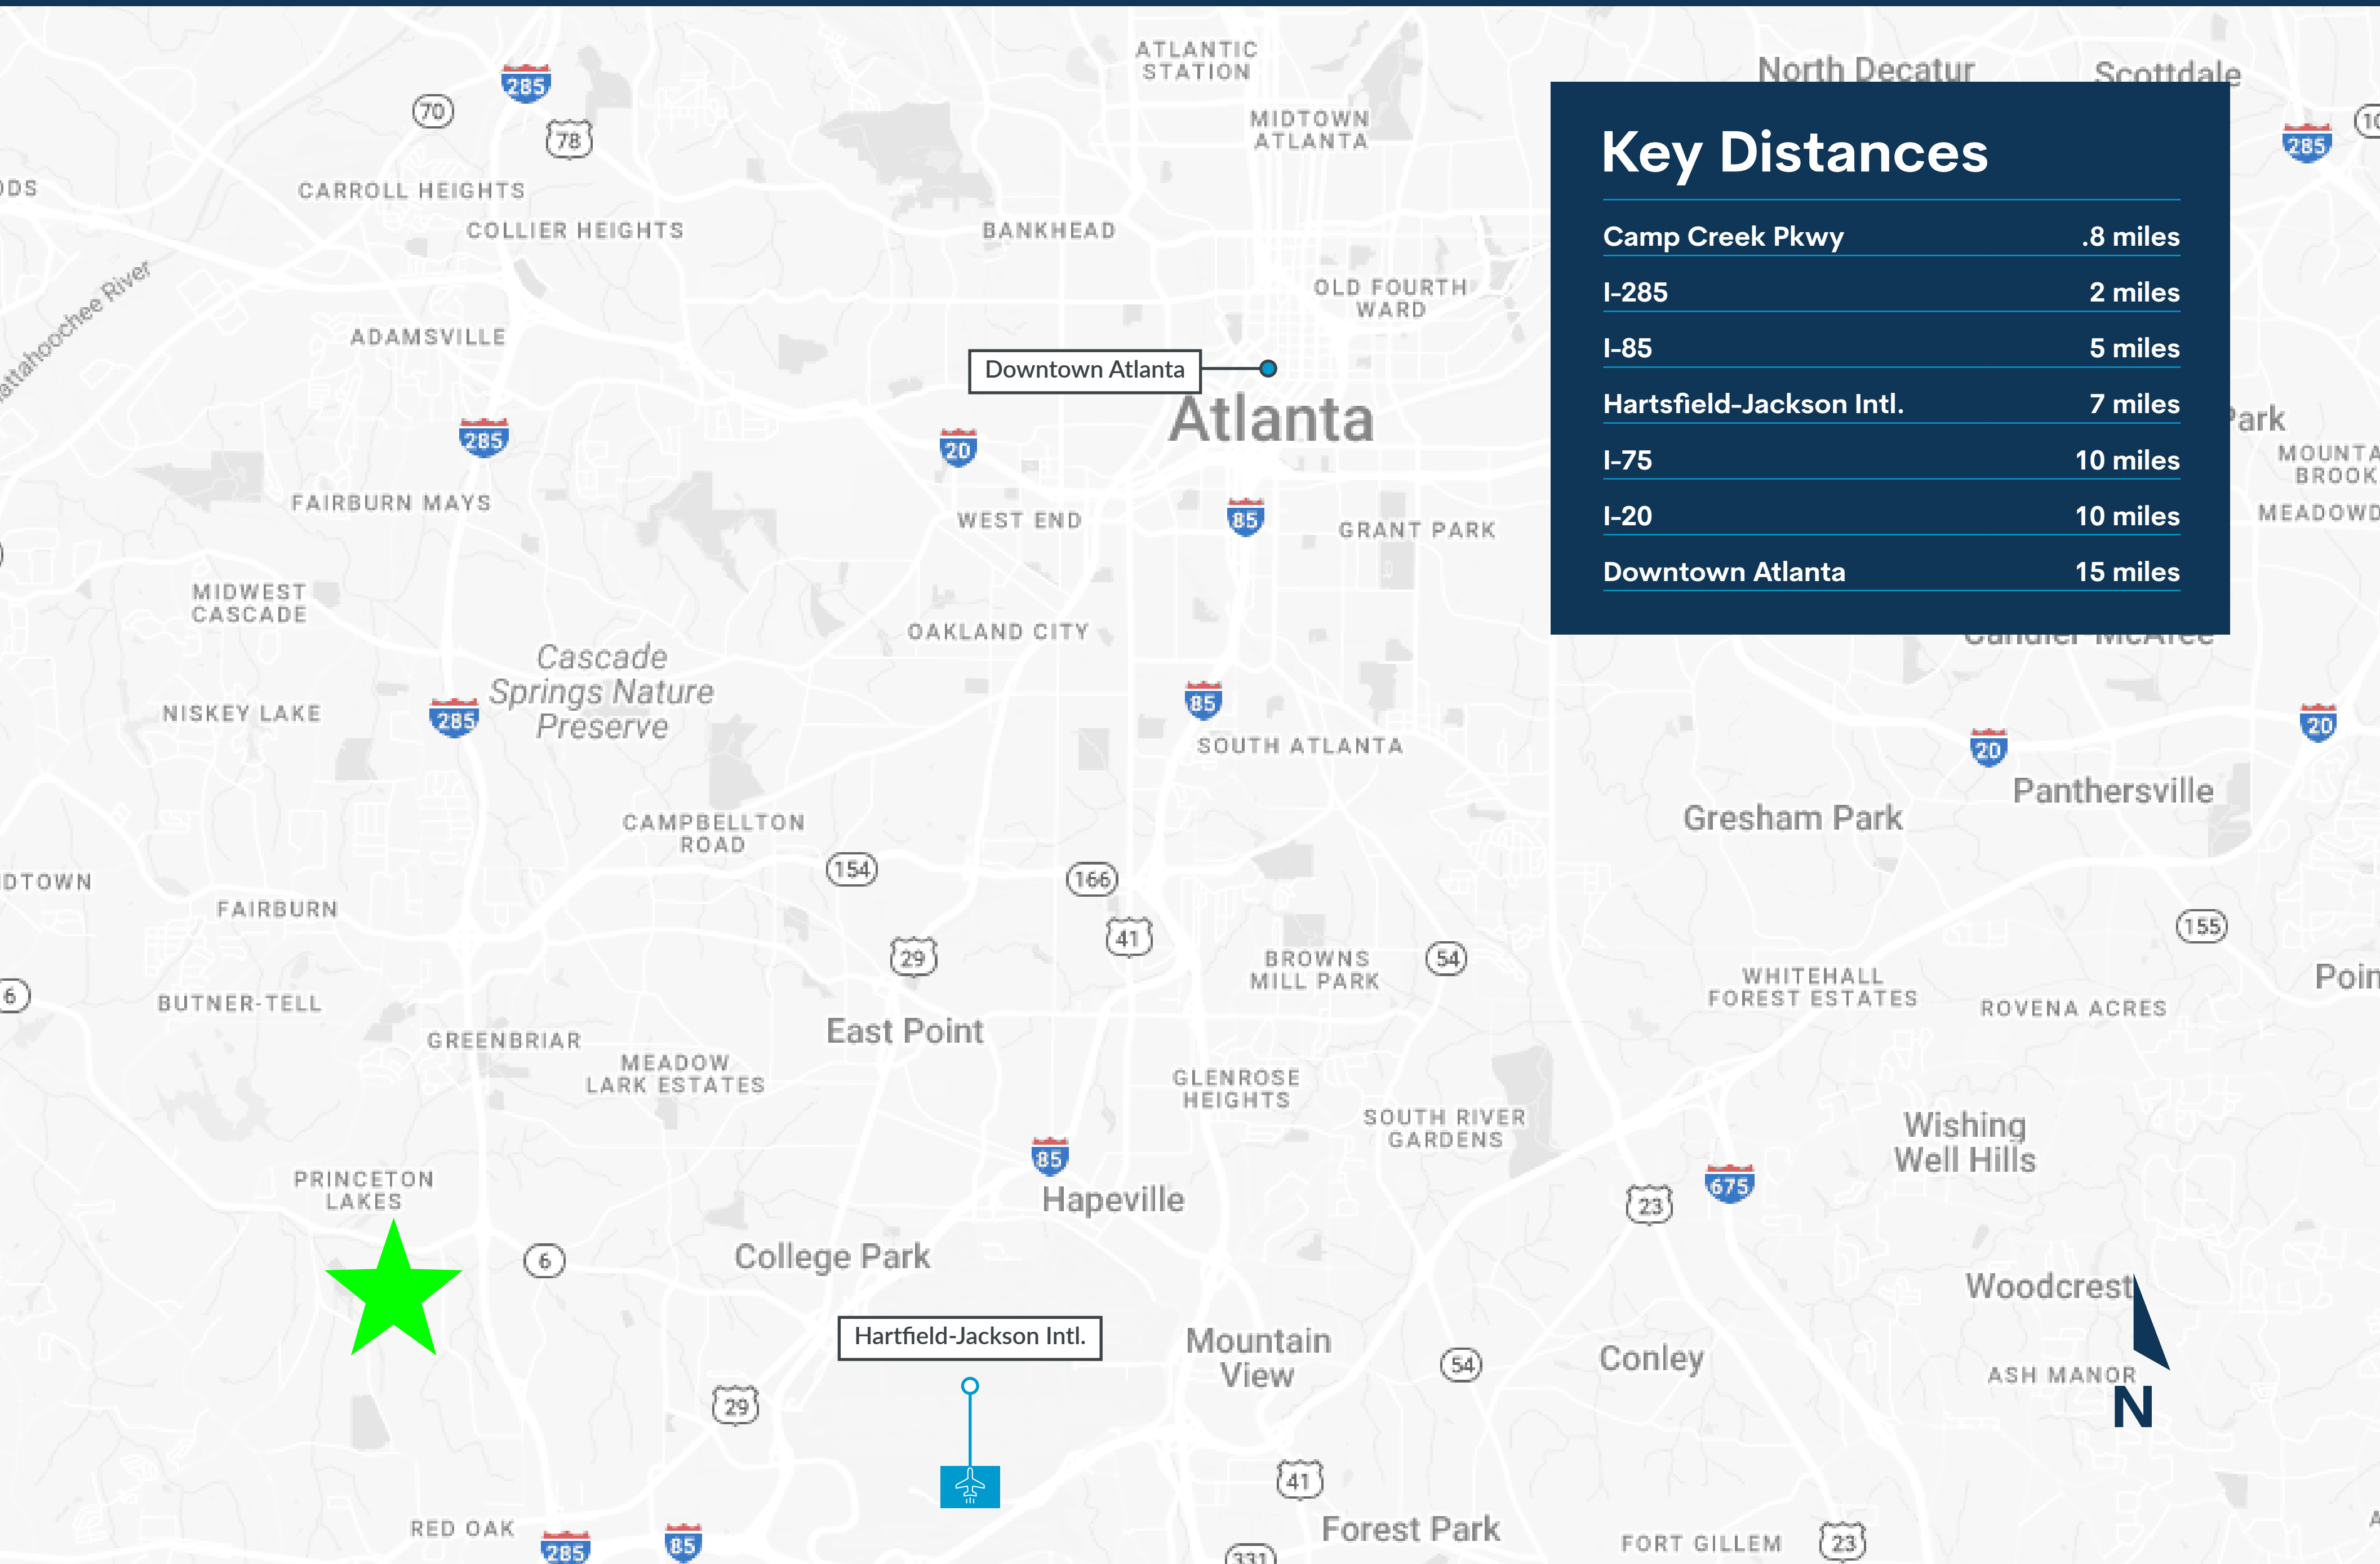 ATLANTIC
STATION
North Decatur
Scottdale
285
70
78
MIDTOWN
ATLANTA
285
Key Distances
CARROLL HEIGHTS
COLLIER HEIGHTS
BANKHEAD
Camp Creek Pkwy .8 miles
I-285 2 miles
I-85 5 miles
Hartsfield-Jackson Intl. 7 miles
I-75 10 miles
I-20 10 miles
Downtown Atlanta 15 miles
OLD FOURTH
WARD
ADAMSVILLE
Downtown Atlanta
Atlanta
285
20
FAIRBURN MAYS
WEST END
85
GRANT PARK
MIDWEST
CASCADE
OAKLAND CITY
Cascade
Springs Nature
Preserve
NISKEY LAKE
285
85
SOUTH ATLANTA
20
20
Panthersville
Gresham Park
CAMPBELLTON
ROAD
154
166
FAIRBURN
29
41
BROWNS
MILL PARK
54
155
WHITEHALL
FOREST ESTATES
ROVENA ACRES
6
BUTNER-TELL
GREENBRIAR
East Point
MEADOW
LARK ESTATES
GLENROSE
HEIGHTS
SOUTH RIVER
GARDENS
Wishing
Well Hills
85
Hapeville
675
23
PRINCETON
LAKES
6
College Park
Woodcrest
Hartfield-Jackson Intl.
Mountain
View
54
Conley
ASH MANOR
29
N
41
RED OAK
285
85
Forest Park
331
FORT GILLEM
23